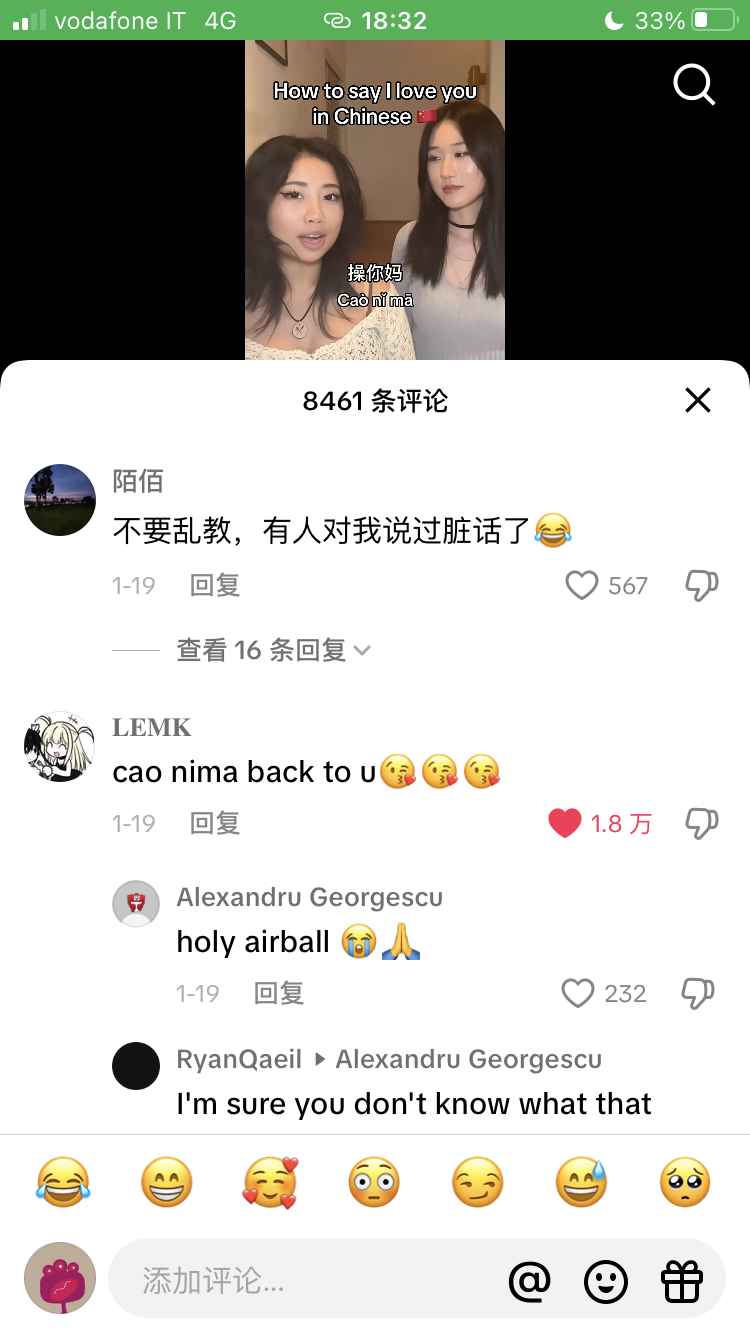 vodafone IT 4G 18:32 33%
How to say I love you
in Chinese 🇨🇳
操你妈
Caò nǐ mā
8461 条评论
陌佰
不要乱教，有人对我说过脏话了😂
1-19 回复 567
查看 16 条回复
LEMK
cao nima back to u😘😘😘
1-19 回复 1.8 万
Alexandru Georgescu
holy airball 😭🙏
1-19 回复 232
RyanQaeil ▸ Alexandru Georgescu
I'm sure you don't know what that
😂 😁 🥰 😳 😏 😅 🥺
添加评论... @